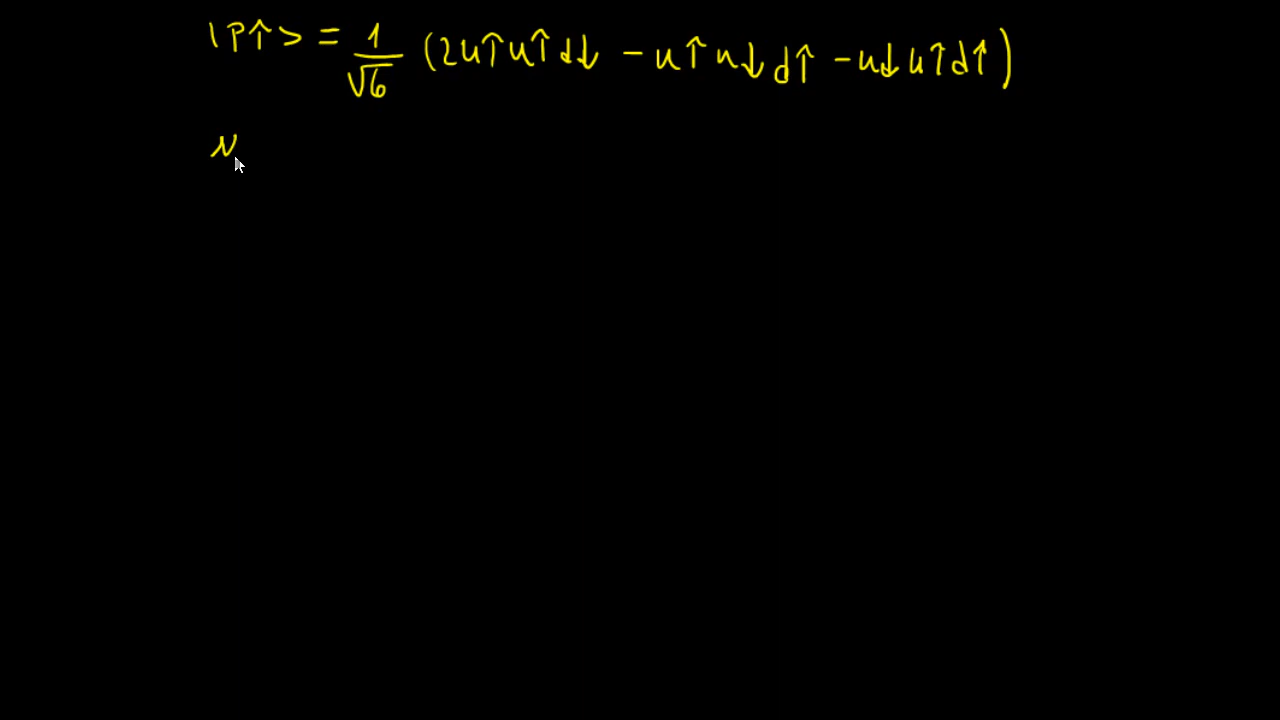 |P↑> = 1/√6 (2u↑u↑d↓ - u↑u↓d↑ - u↓u↑d↑)